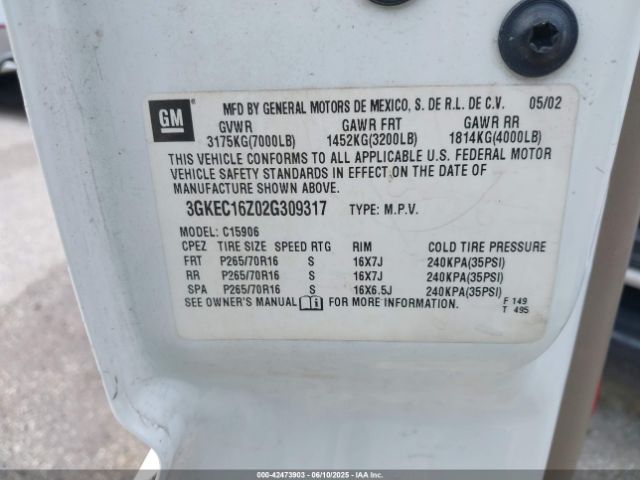 GM ® MFD BY GENERAL MOTORS DE MEXICO, S. DE R.L. DE C.V. 05/02
GVWR GAWR FRT GAWR RR
3175KG(7000LB) 1452KG(3200LB) 1814KG(4000LB)
THIS VEHICLE CONFORMS TO ALL APPLICABLE U.S. FEDERAL MOTOR
VEHICLE SAFETY STANDARDS IN EFFECT ON THE DATE OF
MANUFACTURE SHOWN ABOVE.
3GKEC16Z02G309317 TYPE: M.P.V.
MODEL: C15906
CPEZ TIRE SIZE SPEED RTG RIM COLD TIRE PRESSURE
FRT P265/70R16 S 16X7J 240KPA(35PSI)
RR P265/70R16 S 16X7J 240KPA(35PSI)
SPA P265/70R16 S 16X6.5J 240KPA(35PSI)
SEE OWNER'S MANUAL FOR MORE INFORMATION. F 149
T 495
000-42473903 - 06/10/2025 - IAAI.COM